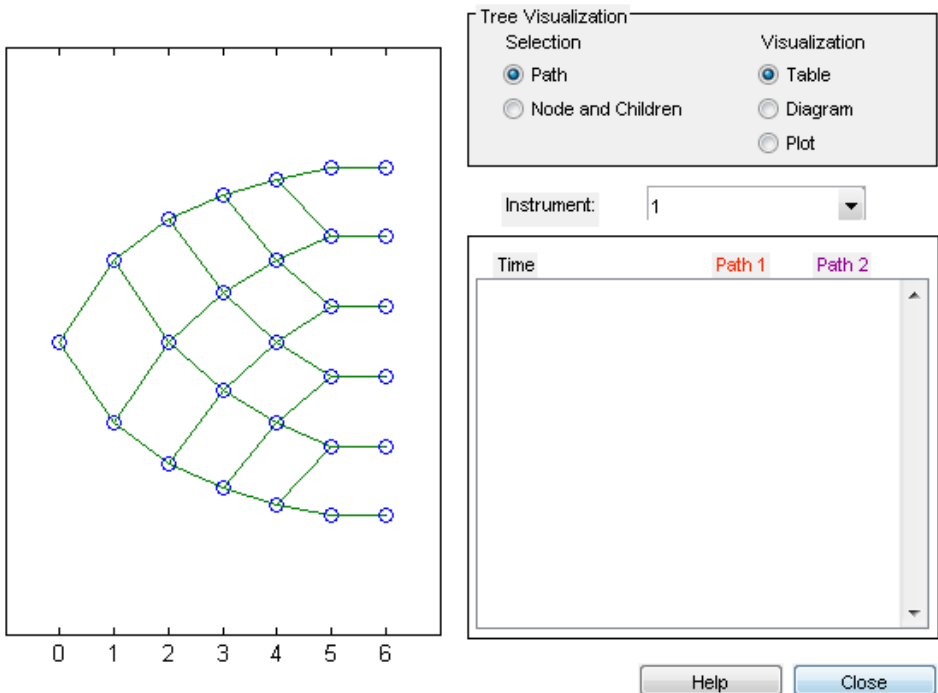 Tree Visualization
Selection
Visualization
Path
Table
Node and Children
Diagram
Plot
Instrument:
1
Time
Path 1
Path 2
0 1 2 3 4 5 6
Help
Close